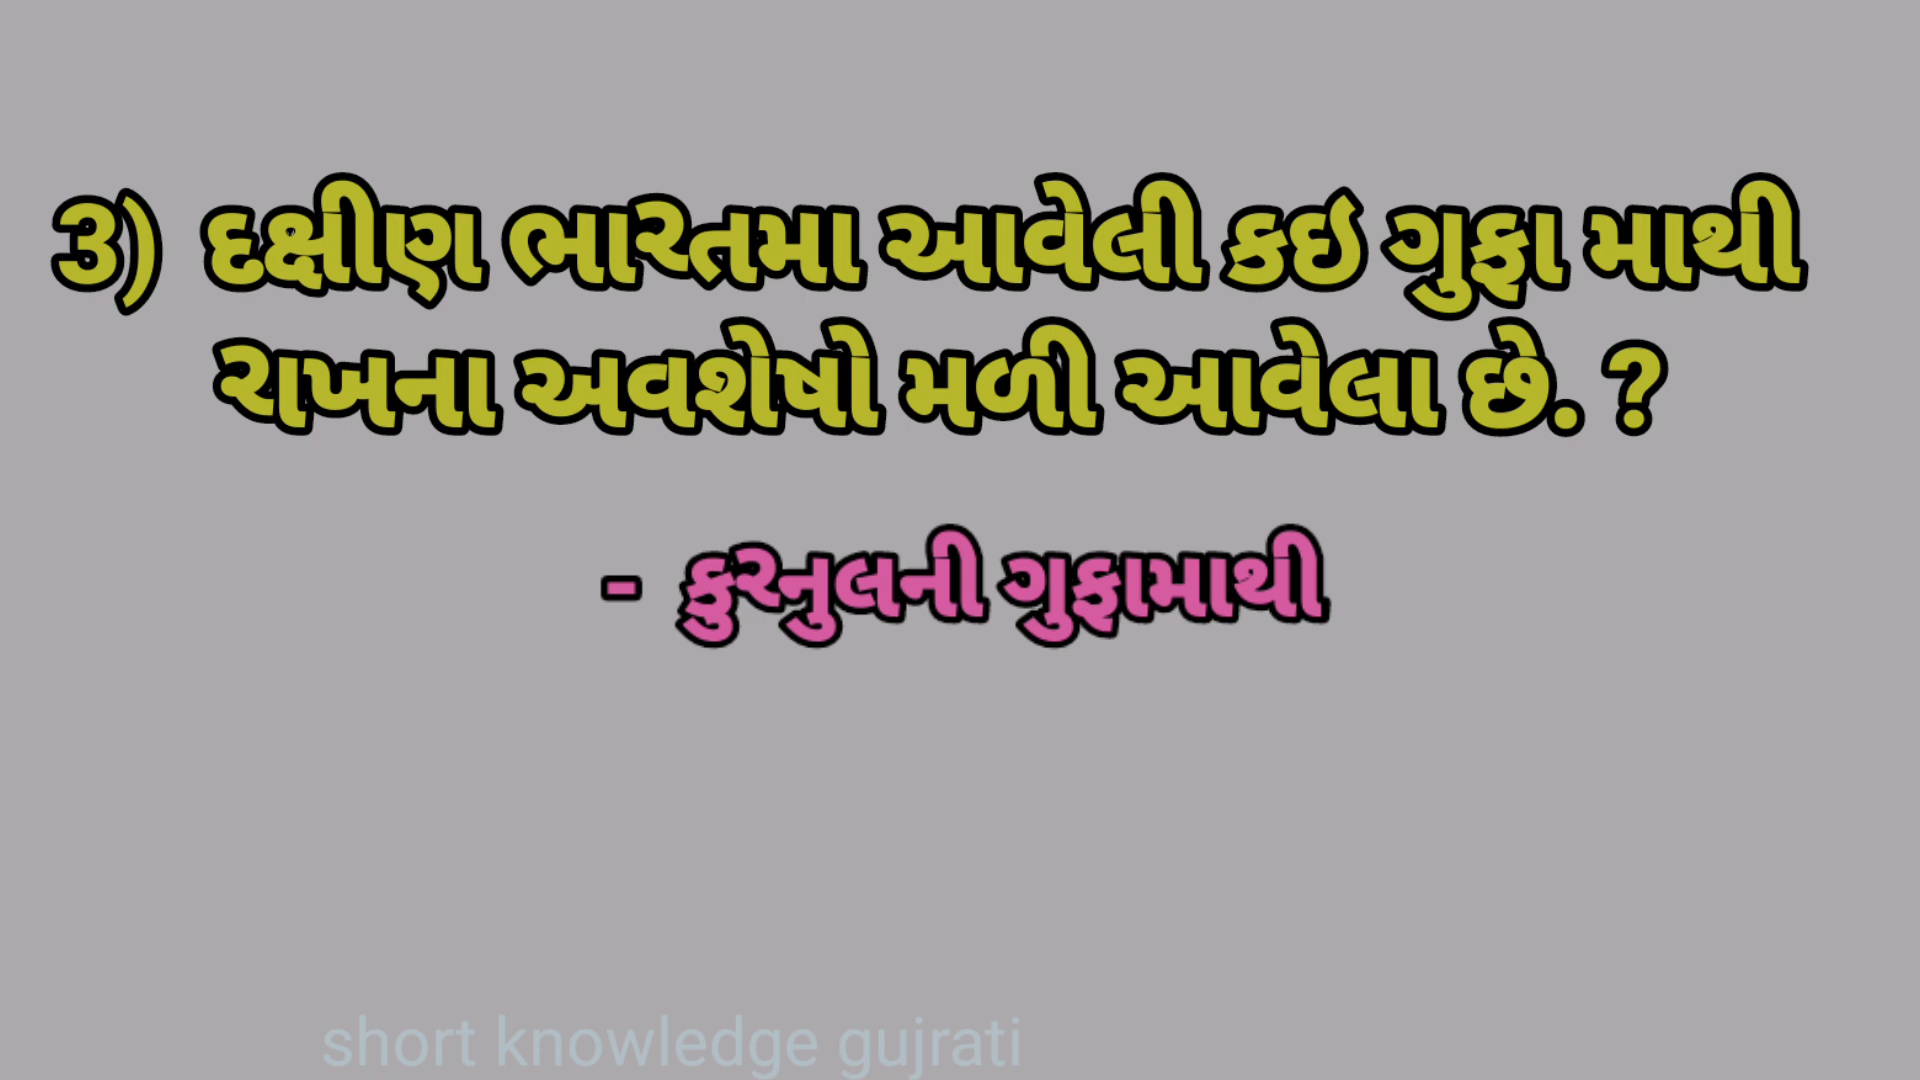 3) દક્ષીણ ભારતમા આવેલી કઇ ગુફા માથી
રાખના અવશેષો મળી આવેલા છે. ?
- કુરનુલની ગુફામાથી
short knowledge gujrati